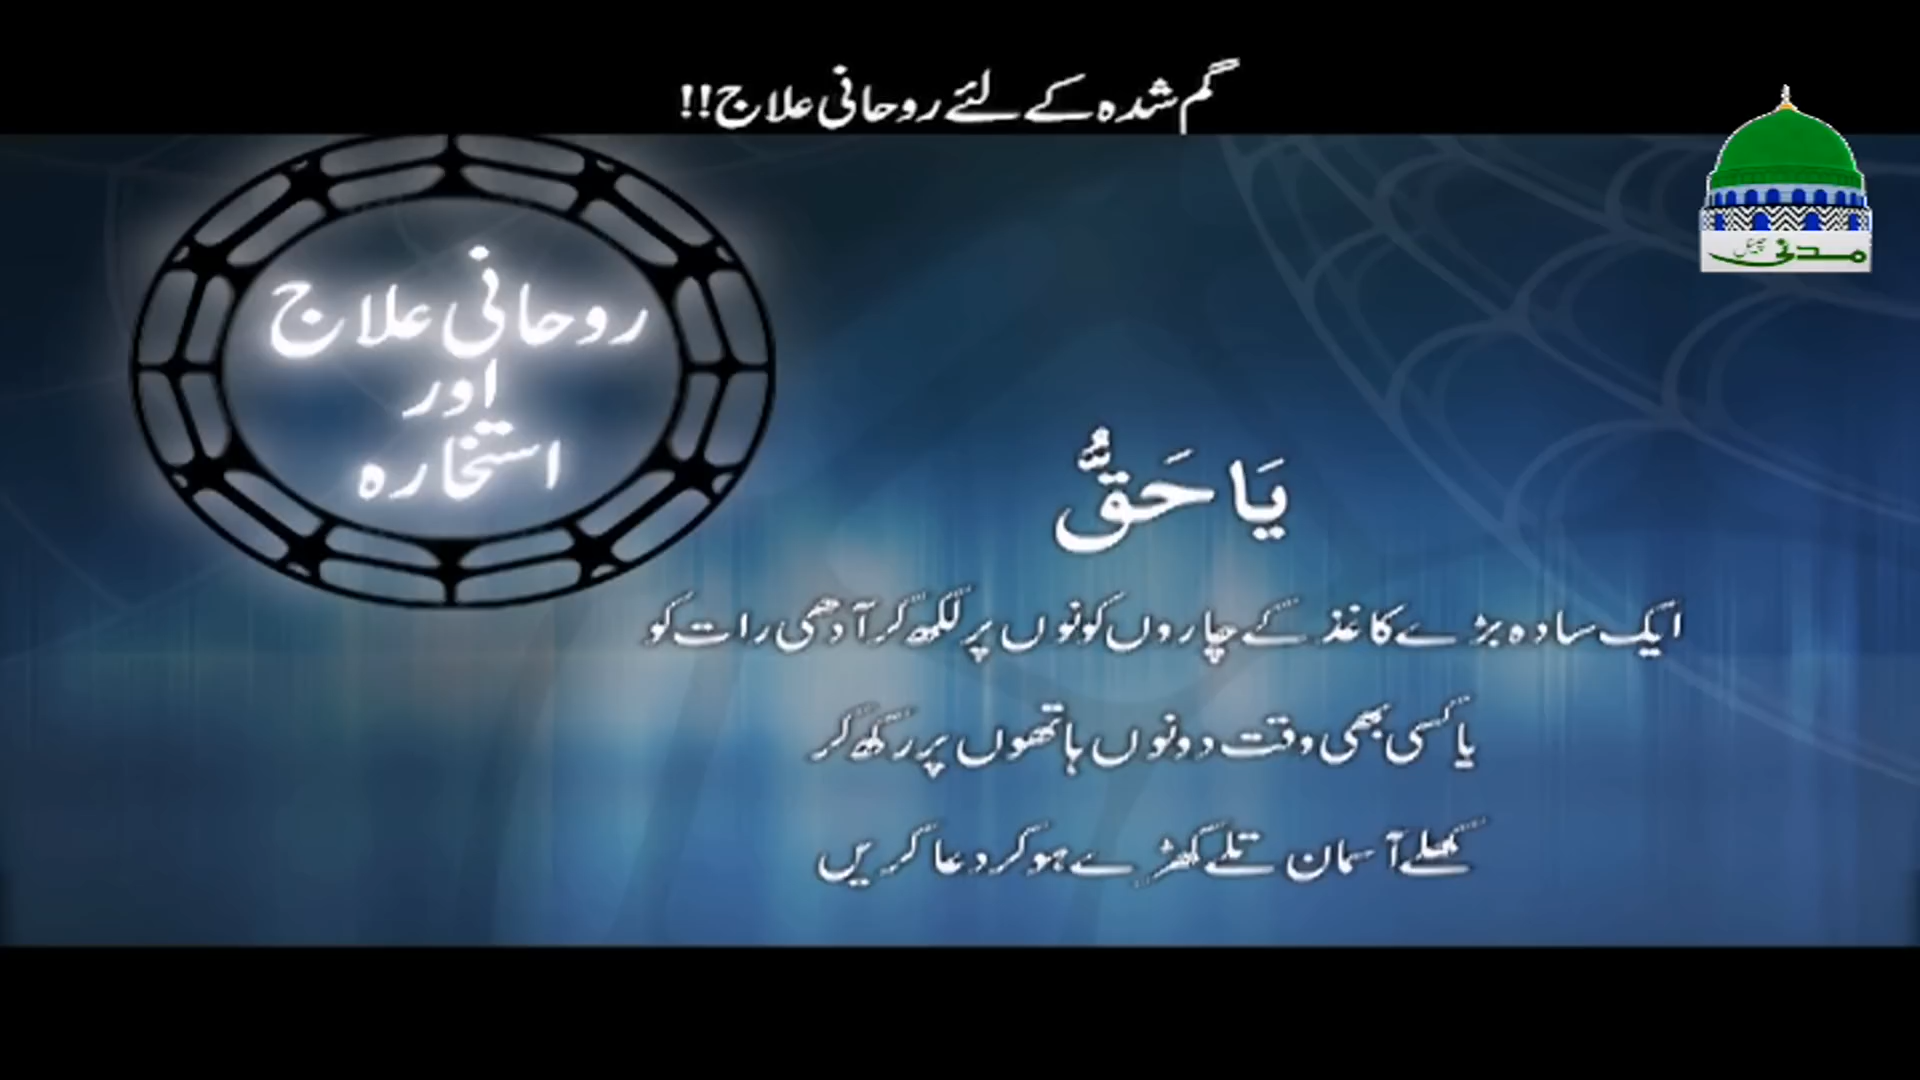 گم شدہ کے لئے روحانی علاج!!
مدنی چینل
روحانی علاج
اور
استخارہ
یَا حَقُّ
ایک سادہ بڑے کاغذ کے چاروں کونوں پر لکھ کر آدھی رات کو
یا کسی بھی وقت دونوں ہاتھوں پر رکھ کر
کھلے آسمان تلے کھڑے ہو کر دعا کریں